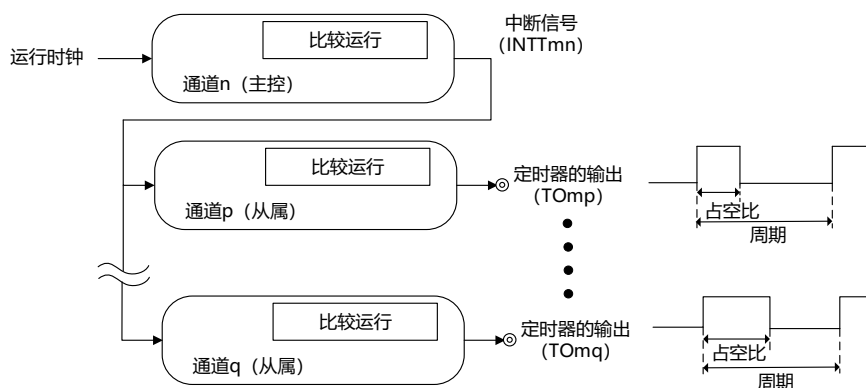 中断信号
(INTTmn)
比较运行
运行时钟
通道n（主控）
比较运行
通道p（从属）
定时器的输出
(TOmp)
占空比
周期
比较运行
通道q（从属）
定时器的输出
(TOmq)
占空比
周期